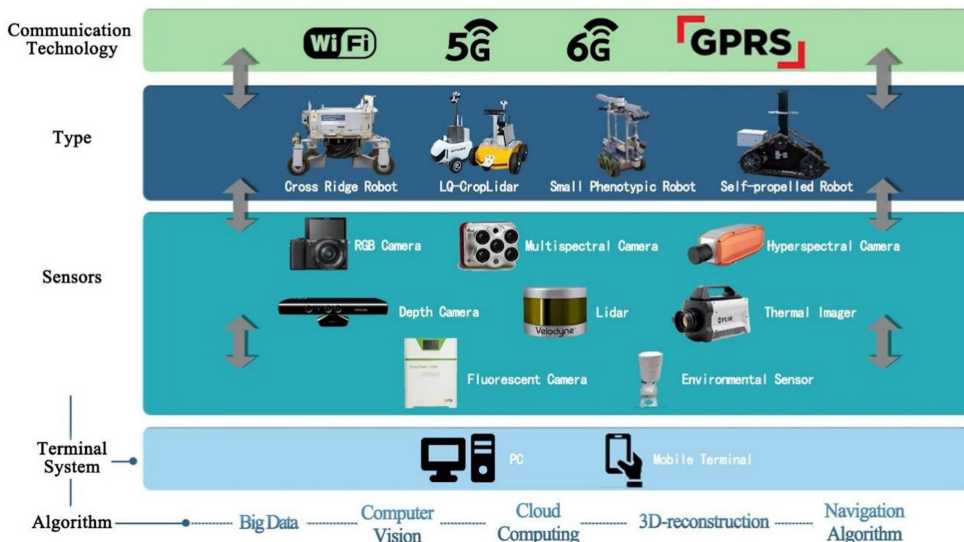 Communication
Technology
WiFi
5G
6G
GPRS
Type
Cross Ridge Robot
LQ-CropLidar
Small Phenotypic Robot
Self-propelled Robot
Sensors
RGB Camera
Multispectral Camera
Hyperspectral Camera
Depth Camera
Velodyne
Lidar
FLIR
Thermal Imager
Fluorescent Camera
Environmental Sensor
Terminal
System
PC
Mobile Terminal
Algorithm
Big Data
Computer
Vision
Cloud
Computing
3D-reconstruction
Navigation
Algorithm